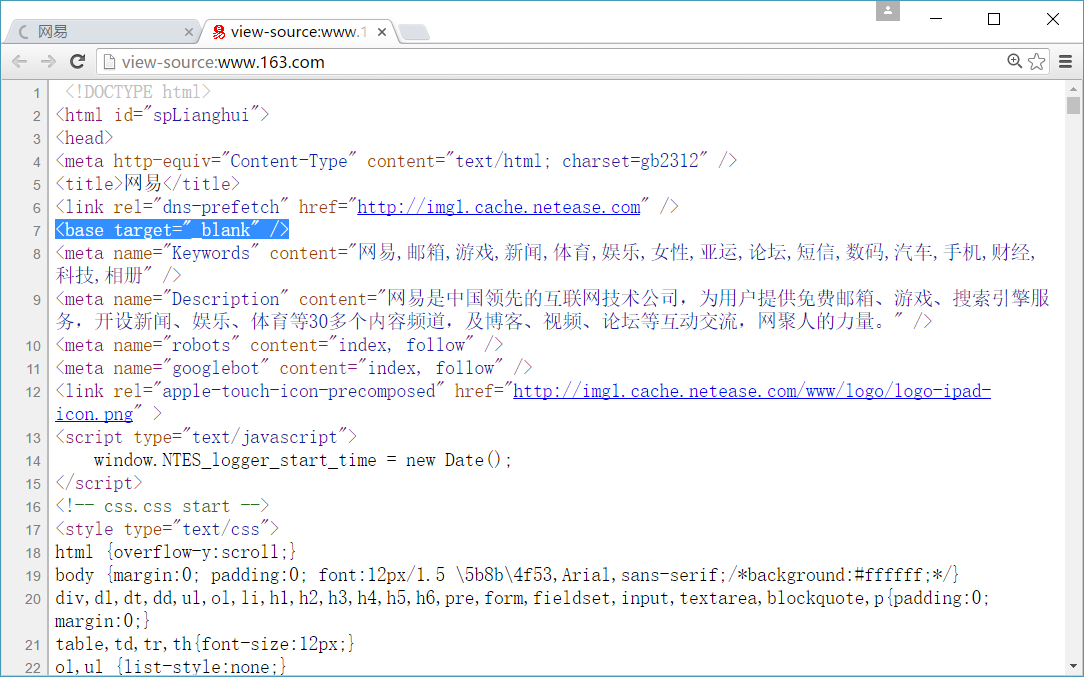 网易
view-source:www.1
view-source:www.163.com
1 <!DOCTYPE html>
2 <html id="spLianghui">
3 <head>
4 <meta http-equiv="Content-Type" content="text/html; charset=gb2312" />
5 <title>网易</title>
6 <link rel="dns-prefetch" href="http://img1.cache.netease.com" />
7 <base target="_blank" />
8 <meta name="Keywords" content="网易,邮箱,游戏,新闻,体育,娱乐,女性,亚运,论坛,短信,数码,汽车,手机,财经,
科技,相册" />
9 <meta name="Description" content="网易是中国领先的互联网技术公司，为用户提供免费邮箱、游戏、搜索引擎服
务，开设新闻、娱乐、体育等30多个内容频道，及博客、视频、论坛等互动交流，网聚人的力量。" />
10 <meta name="robots" content="index, follow" />
11 <meta name="googlebot" content="index, follow" />
12 <link rel="apple-touch-icon-precomposed" href="http://img1.cache.netease.com/www/logo/logo-ipad-
icon.png" >
13 <script type="text/javascript">
14     window.NTES_logger_start_time = new Date();
15 </script>
16 <!-- css.css start -->
17 <style type="text/css">
18 html {overflow-y:scroll;}
19 body {margin:0; padding:0; font:12px/1.5 \5b8b\4f53,Arial,sans-serif;/*background:#ffffff;*/}
20 div,dl,dt,dd,ul,ol,li,h1,h2,h3,h4,h5,h6,pre,form,fieldset,input,textarea,blockquote,p{padding:0;
margin:0;}
21 table,td,tr,th{font-size:12px;}
22 ol,ul {list-style:none;}